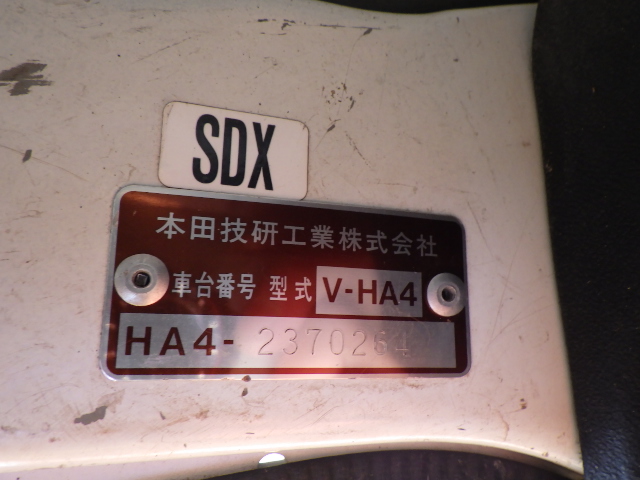 SDX
本田技研工業株式会社
車台番号 型式 V-HA4
HA4-2370264